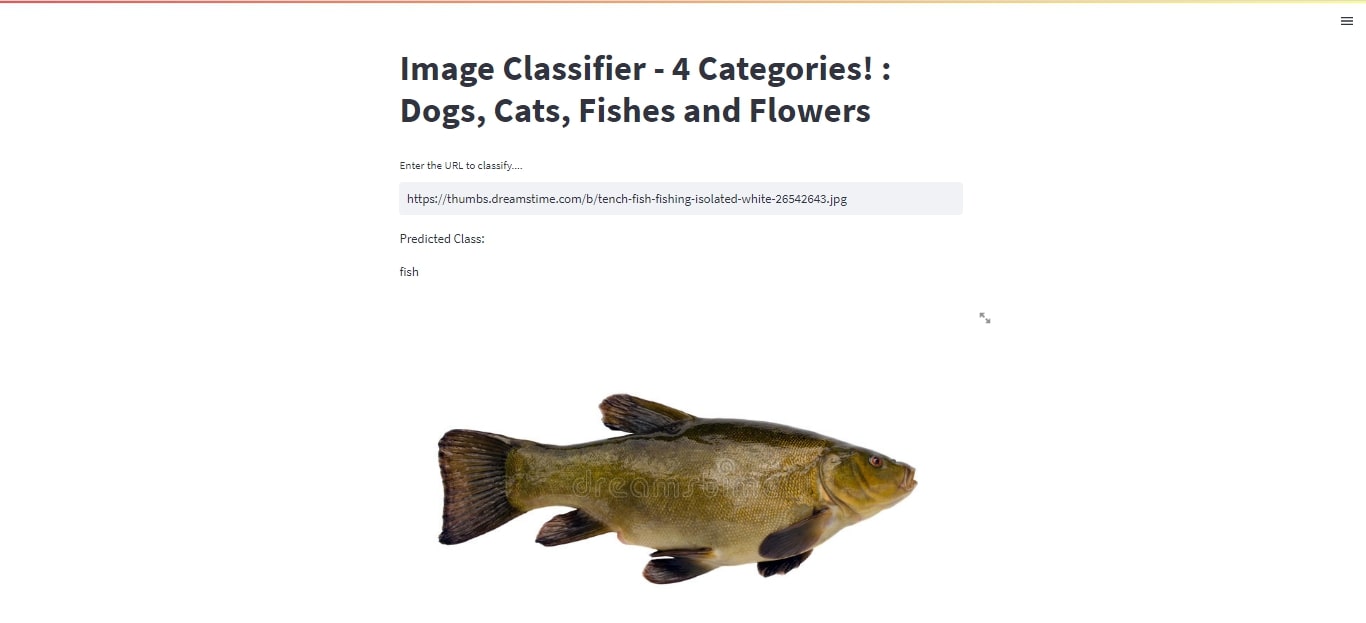 Image Classifier - 4 Categories! :
Dogs, Cats, Fishes and Flowers
Enter the URL to classify....
https://thumbs.dreamstime.com/b/tench-fish-fishing-isolated-white-26542643.jpg
Predicted Class:
fish
dreamstime